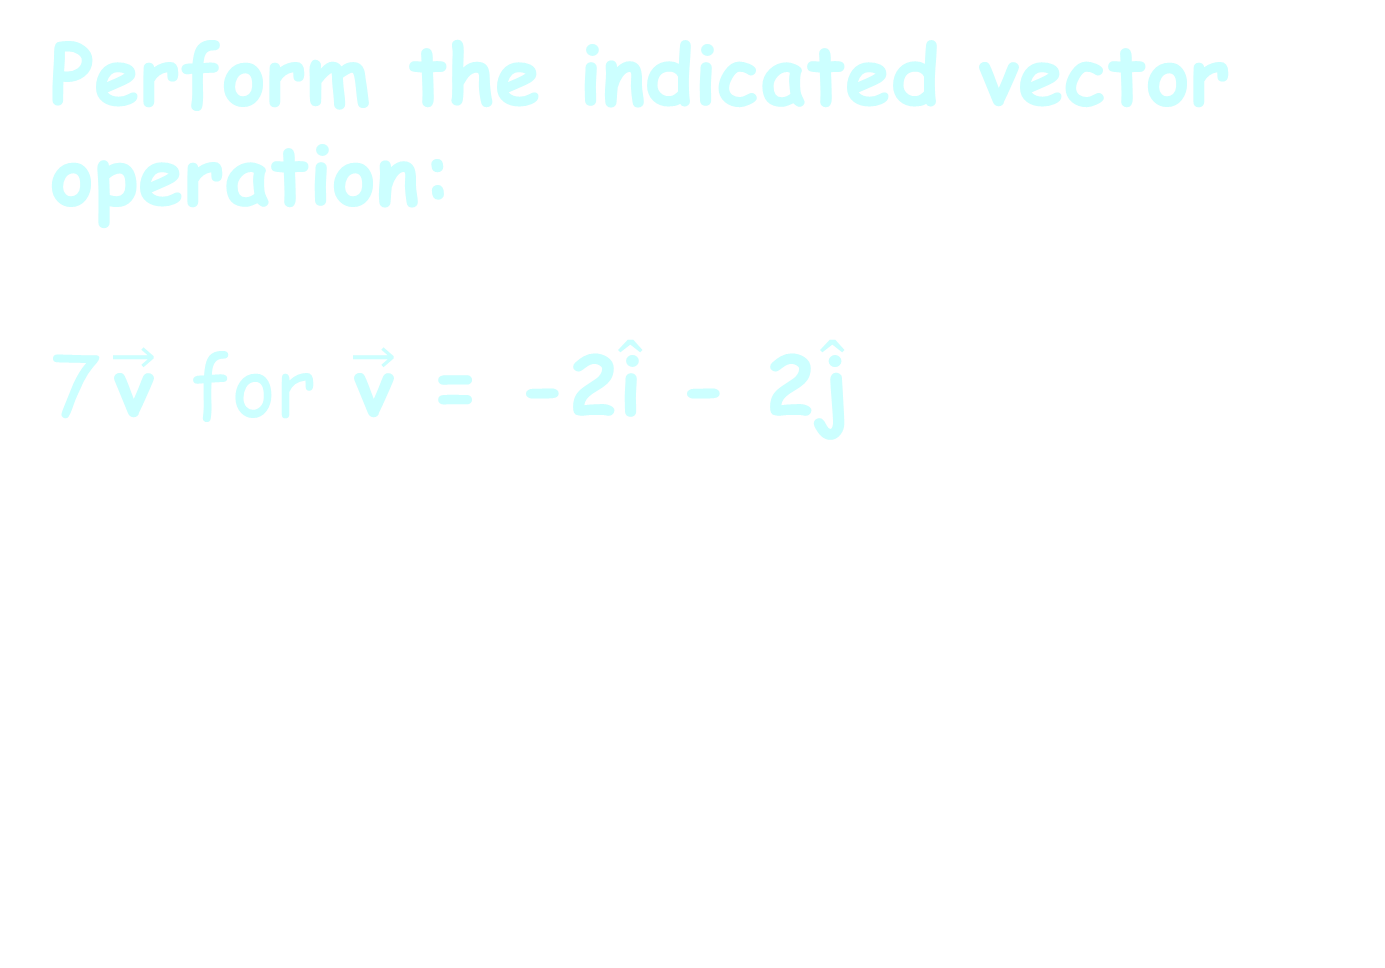 Perform the indicated vector
operation:
7v⃗ for v⃗ = -2î - 2ĵ